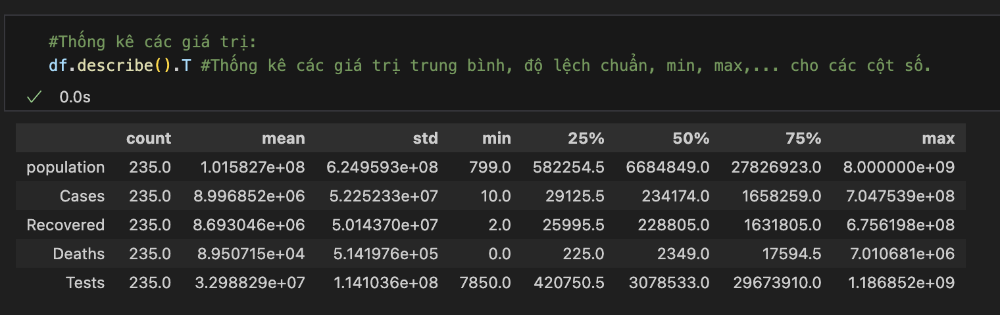 #Thống kê các giá trị:
df.describe().T #Thống kê các giá trị trung bình, độ lệch chuẩn, min, max,... cho các cột số.
0.0s
count mean std min 25% 50% 75% max
population 235.0 1.015827e+08 6.249593e+08 799.0 582254.5 6684849.0 27826923.0 8.000000e+09
Cases 235.0 8.996852e+06 5.225233e+07 10.0 29125.5 234174.0 1658259.0 7.047539e+08
Recovered 235.0 8.693046e+06 5.014370e+07 2.0 25995.5 228805.0 1631805.0 6.756198e+08
Deaths 235.0 8.950715e+04 5.141976e+05 0.0 225.0 2349.0 17594.5 7.010681e+06
Tests 235.0 3.298829e+07 1.141036e+08 7850.0 420750.5 3078533.0 29673910.0 1.186852e+09